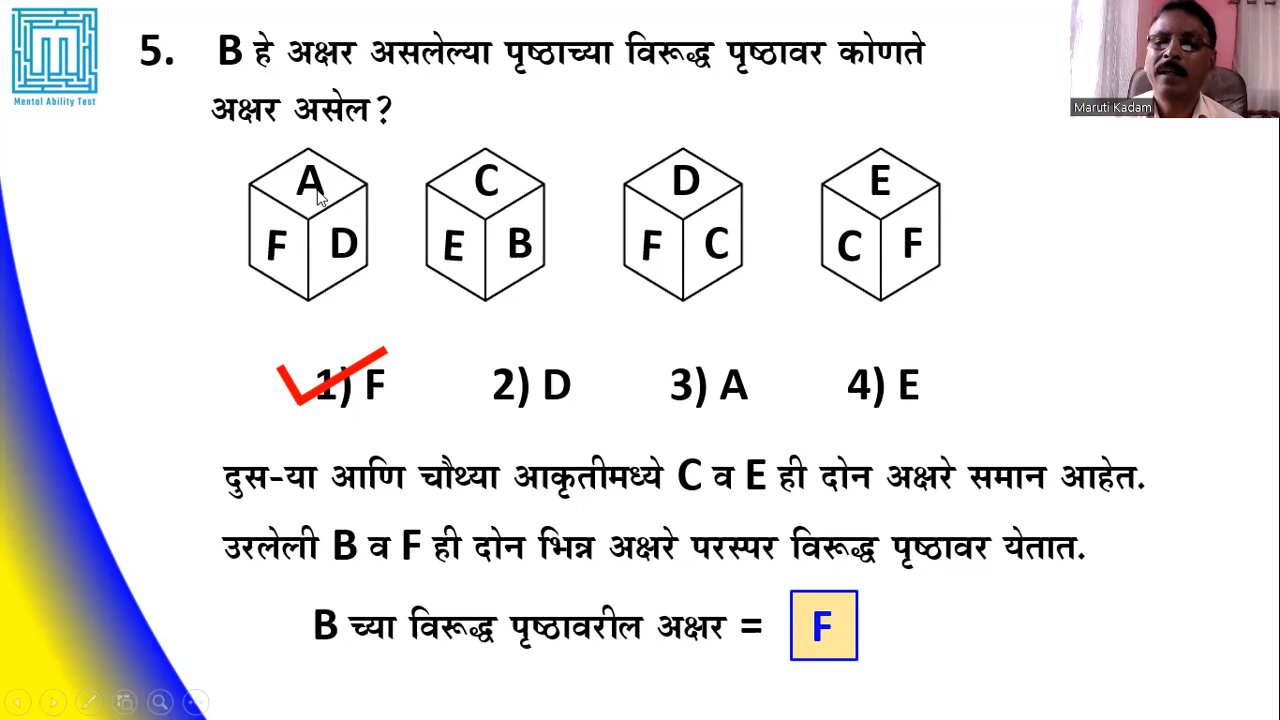 Mental Ability Test
Maruti Kadam
5. B हे अक्षर असलेल्या पृष्ठाच्या विरूद्ध पृष्ठावर कोणते
अक्षर असेल?
A F D
C E B
D F C
E C F
1) F 2) D 3) A 4) E
दुस-या आणि चौथ्या आकृतीमध्ये C व E ही दोन अक्षरे समान आहेत.
उरलेली B व F ही दोन भिन्न अक्षरे परस्पर विरूद्ध पृष्ठावर येतात.
B च्या विरूद्ध पृष्ठावरील अक्षर = F